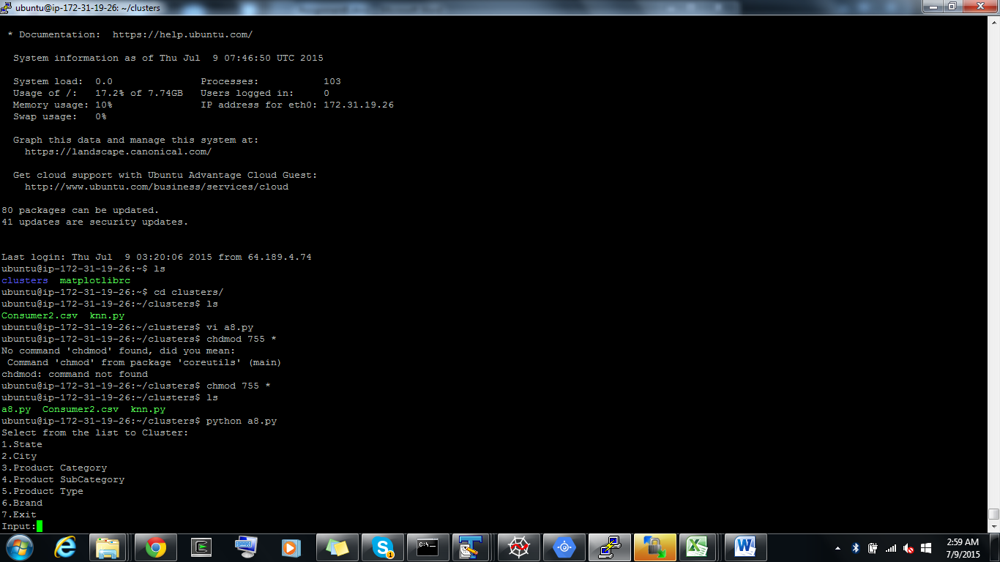 ubuntu@ip-172-31-19-26: ~/clusters
* Documentation:  https://help.ubuntu.com/
System information as of Thu Jul  9 07:46:50 UTC 2015
System load:  0.0               Processes:           103
Usage of /:   17.2% of 7.74GB   Users logged in:     0
Memory usage: 10%               IP address for eth0: 172.31.19.26
Swap usage:   0%
Graph this data and manage this system at:
https://landscape.canonical.com/
Get cloud support with Ubuntu Advantage Cloud Guest:
http://www.ubuntu.com/business/services/cloud
80 packages can be updated.
41 updates are security updates.
Last login: Thu Jul  9 03:20:06 2015 from 64.189.4.74
ubuntu@ip-172-31-19-26:~$ ls
clusters  matplotlibrc
ubuntu@ip-172-31-19-26:~$ cd clusters/
ubuntu@ip-172-31-19-26:~/clusters$ ls
Consumer2.csv  knn.py
ubuntu@ip-172-31-19-26:~/clusters$ vi a8.py
ubuntu@ip-172-31-19-26:~/clusters$ chdmod 755 *
No command 'chdmod' found, did you mean:
Command 'chmod' from package 'coreutils' (main)
chdmod: command not found
ubuntu@ip-172-31-19-26:~/clusters$ chmod 755 *
ubuntu@ip-172-31-19-26:~/clusters$ ls
a8.py  Consumer2.csv  knn.py
ubuntu@ip-172-31-19-26:~/clusters$ python a8.py
Select from the list to Cluster:
1.State
2.City
3.Product Category
4.Product SubCategory
5.Product Type
6.Brand
7.Exit
Input:
1
C:\
2:59 AM
7/9/2015